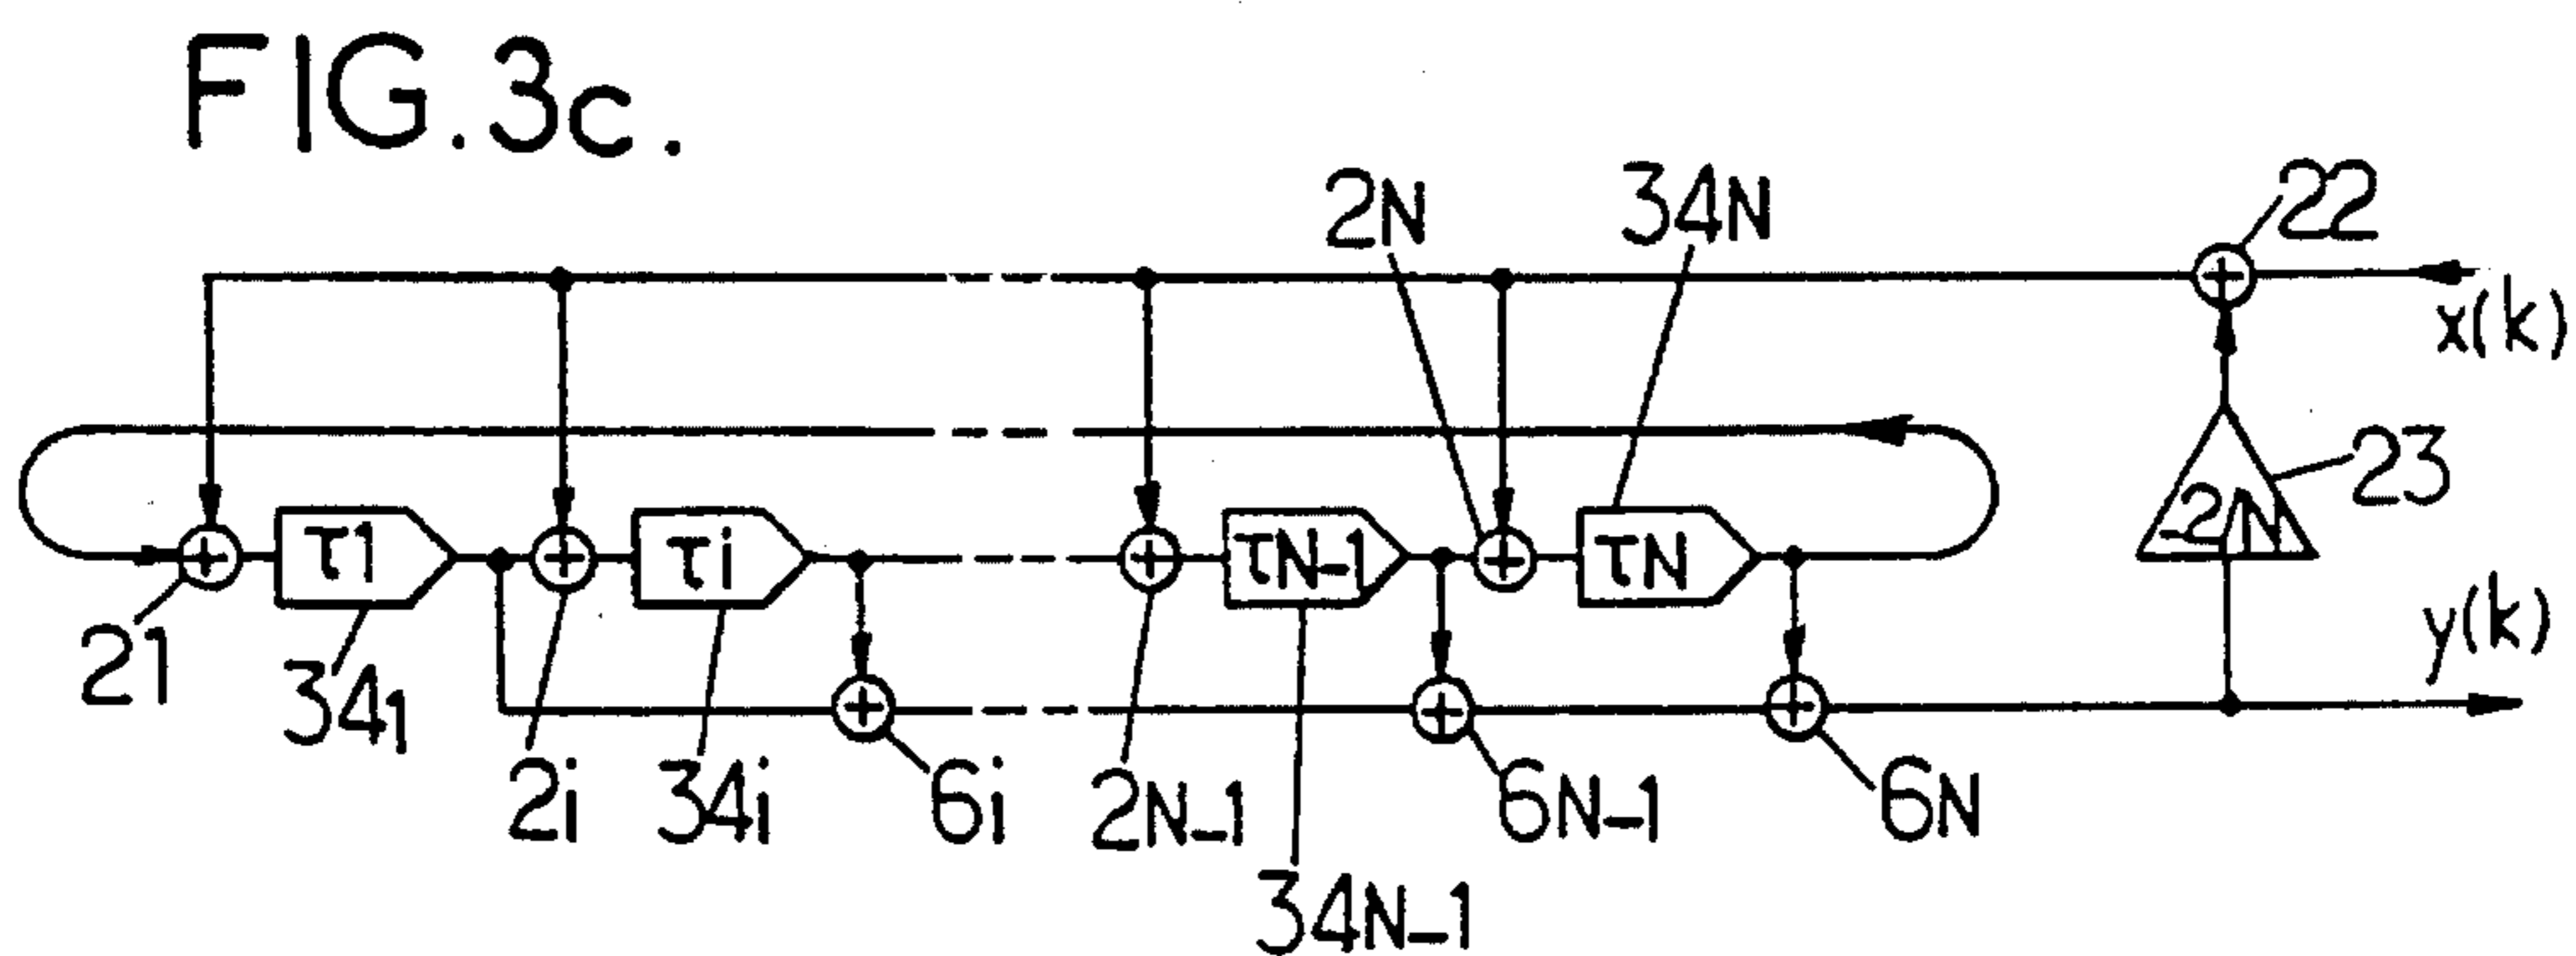 FIG.3c.
2N
34N
22
x(k)
+
+
+
τ1
+
τi
+
τN-1
+
τN
-2/N
23
21
341
2i
34i
+
6i
2N-1
34N-1
+
6N-1
+
6N
y(k)